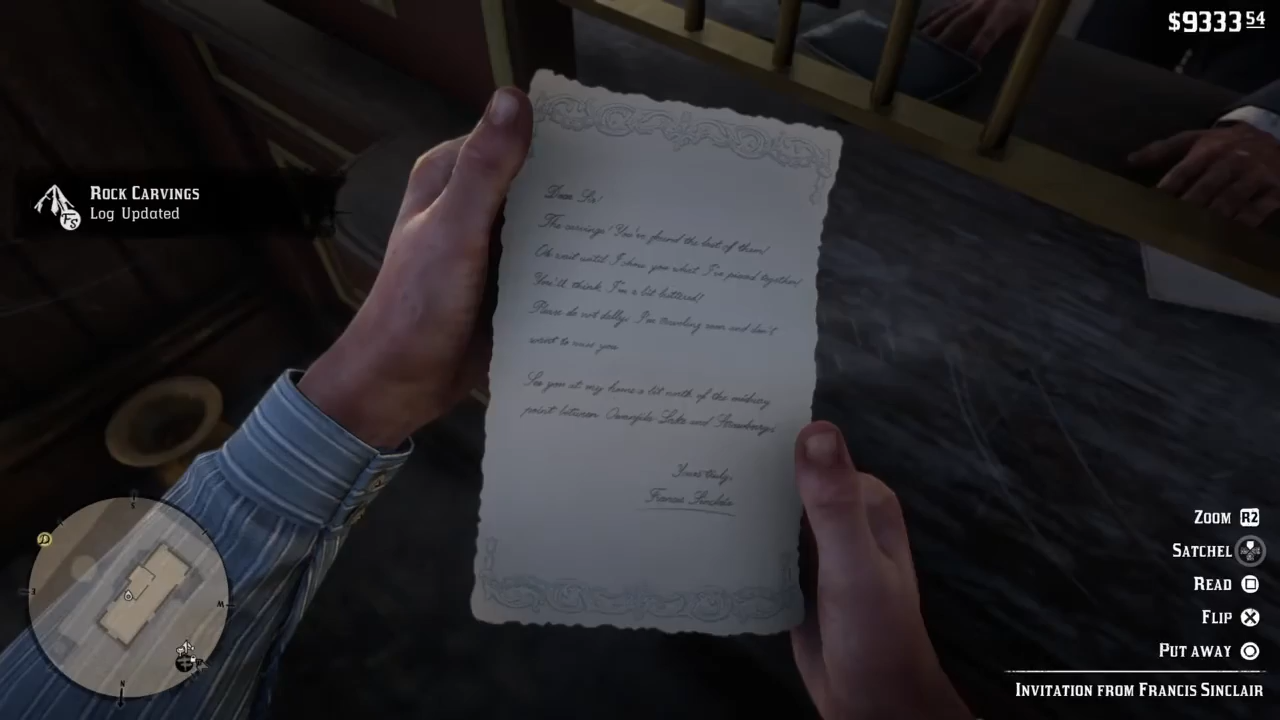 $9333 54
ROCK CARVINGS
Log Updated
Dear Sir!
The carvings! You've found the last of them!
Oh wait until I show you what I've pieced together!
You'll think I'm a bit buttered!
Please do not dally; I'm traveling soon and don't
want to miss you.
See you at my home a bit north of the midway
point between Owanjila Lake and Strawberry.
Yours truly,
Francis Sinclair
FS
S
E
W
N
ZOOM R2
SATCHEL
READ
FLIP
PUT AWAY
INVITATION FROM FRANCIS SINCLAIR